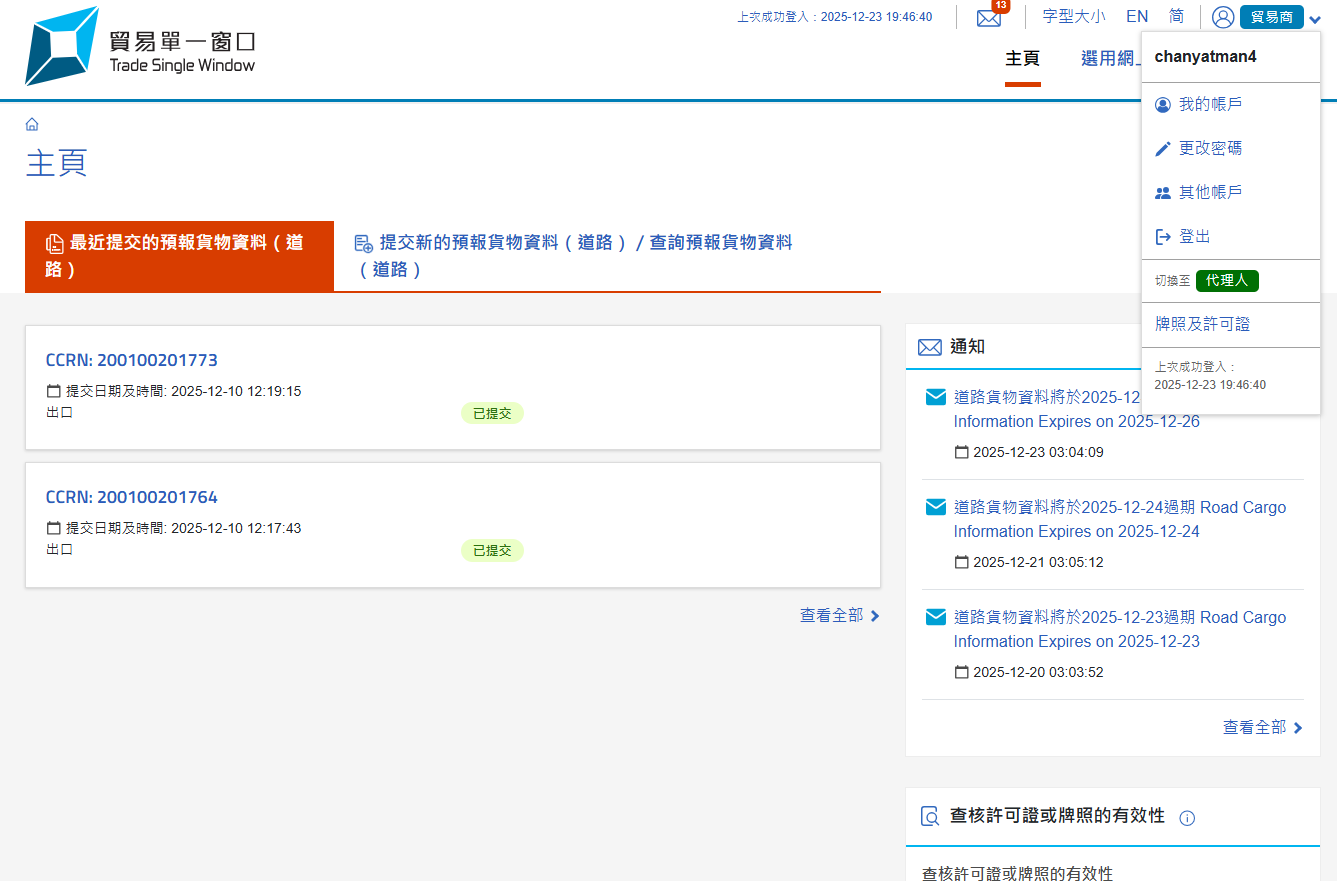 上次成功登入：2025-12-23 19:46:40
13
字型大小
EN
简
貿易商
貿易單一窗口
Trade Single Window
主頁
選用網上
chanyatman4
我的帳戶
更改密碼
其他帳戶
登出
切換至 代理人
牌照及許可證
上次成功登入：
2025-12-23 19:46:40
主頁
最近提交的預報貨物資料（道
路）
提交新的預報貨物資料（道路）/ 查詢預報貨物資料
（道路）
CCRN: 200100201773
提交日期及時間: 2025-12-10 12:19:15
出口
已提交
CCRN: 200100201764
提交日期及時間: 2025-12-10 12:17:43
出口
已提交
查看全部
通知
道路貨物資料將於2025-12
Information Expires on 2025-12-26
2025-12-23 03:04:09
道路貨物資料將於2025-12-24過期 Road Cargo
Information Expires on 2025-12-24
2025-12-21 03:05:12
道路貨物資料將於2025-12-23過期 Road Cargo
Information Expires on 2025-12-23
2025-12-20 03:03:52
查看全部
查核許可證或牌照的有效性
查核許可證或牌照的有效性